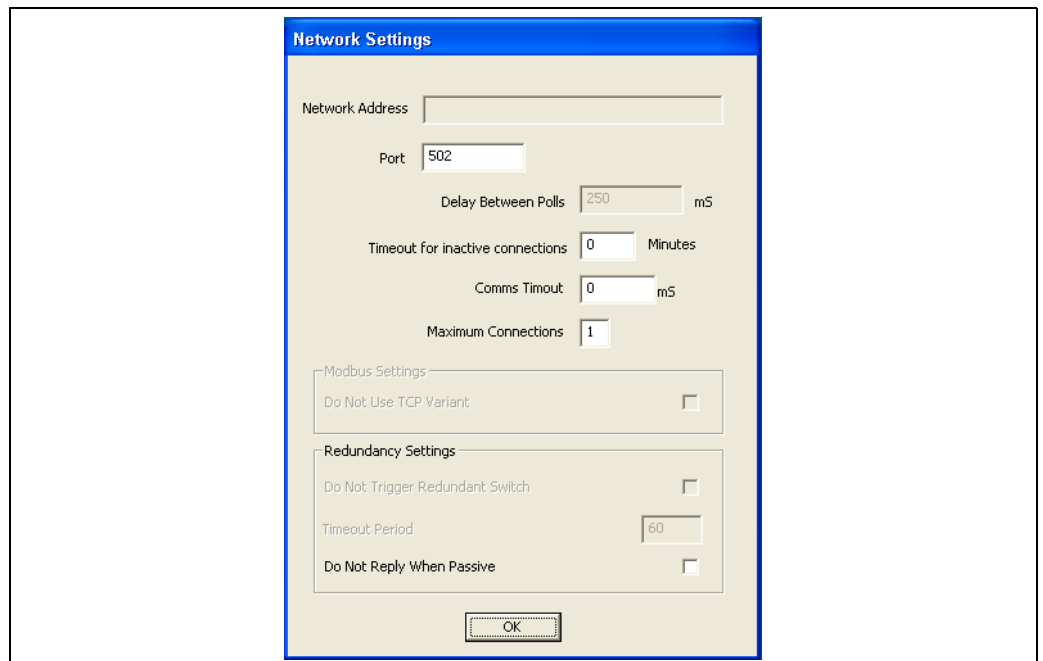 Network Settings
Network Address
Port 502
Delay Between Polls 250 mS
Timeout for inactive connections 0 Minutes
Comms Timout 0 mS
Maximum Connections 1
Modbus Settings
Do Not Use TCP Variant
Redundancy Settings
Do Not Trigger Redundant Switch
Timeout Period 60
Do Not Reply When Passive
OK